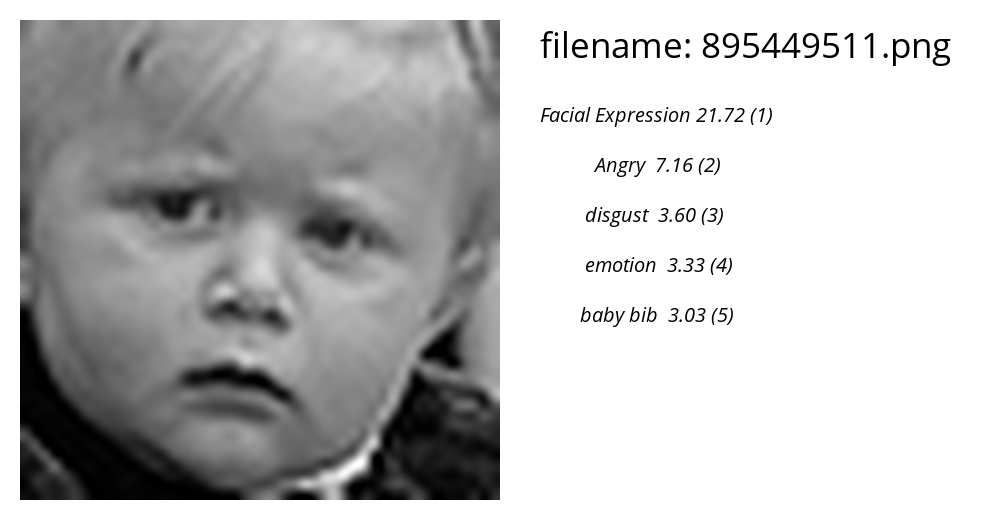 filename: 895449511.png
Facial Expression 21.72 (1)
Angry 7.16 (2)
disgust 3.60 (3)
emotion 3.33 (4)
baby bib 3.03 (5)